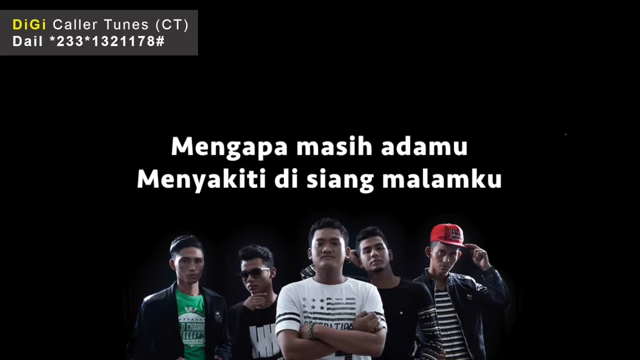 DiGi Caller Tunes (CT)
Dail *233*1321178#
Mengapa masih adamu
Menyakiti di siang malamku